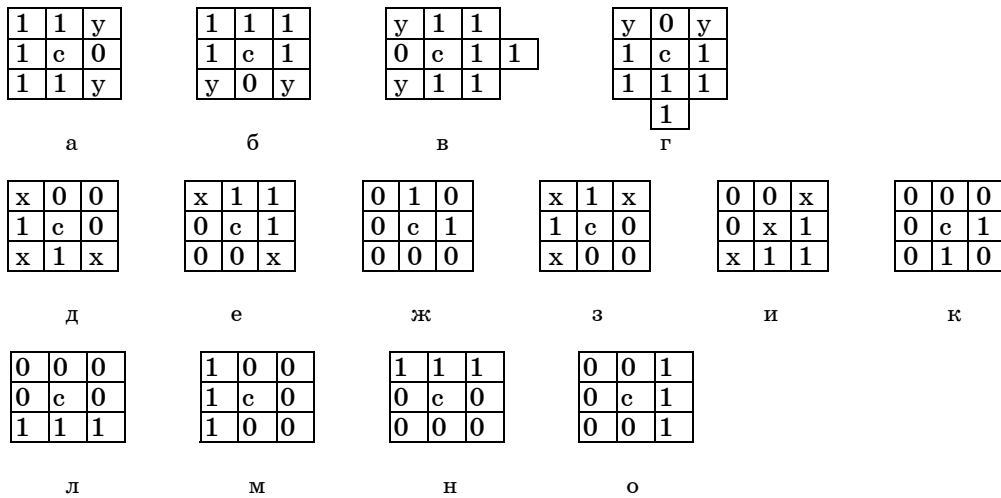 1 1 y 1 1 1 y 1 1 y 0 y
1 c 0 1 c 1 0 c 1 1 1 c 1
1 1 y y 0 y y 1 1 1 1 1
1
а б в г
x 0 0 x 1 1 0 1 0 x 1 x 0 0 x 0 0 0
1 c 0 0 c 1 0 c 1 1 c 0 0 x 1 0 c 1
x 1 x 0 0 x 0 0 0 x 0 0 x 1 1 0 1 0
д е ж з и к
0 0 0 1 0 0 1 1 1 0 0 1
0 c 0 1 c 0 0 c 0 0 c 1
1 1 1 1 0 0 0 0 0 0 0 1
л м н о